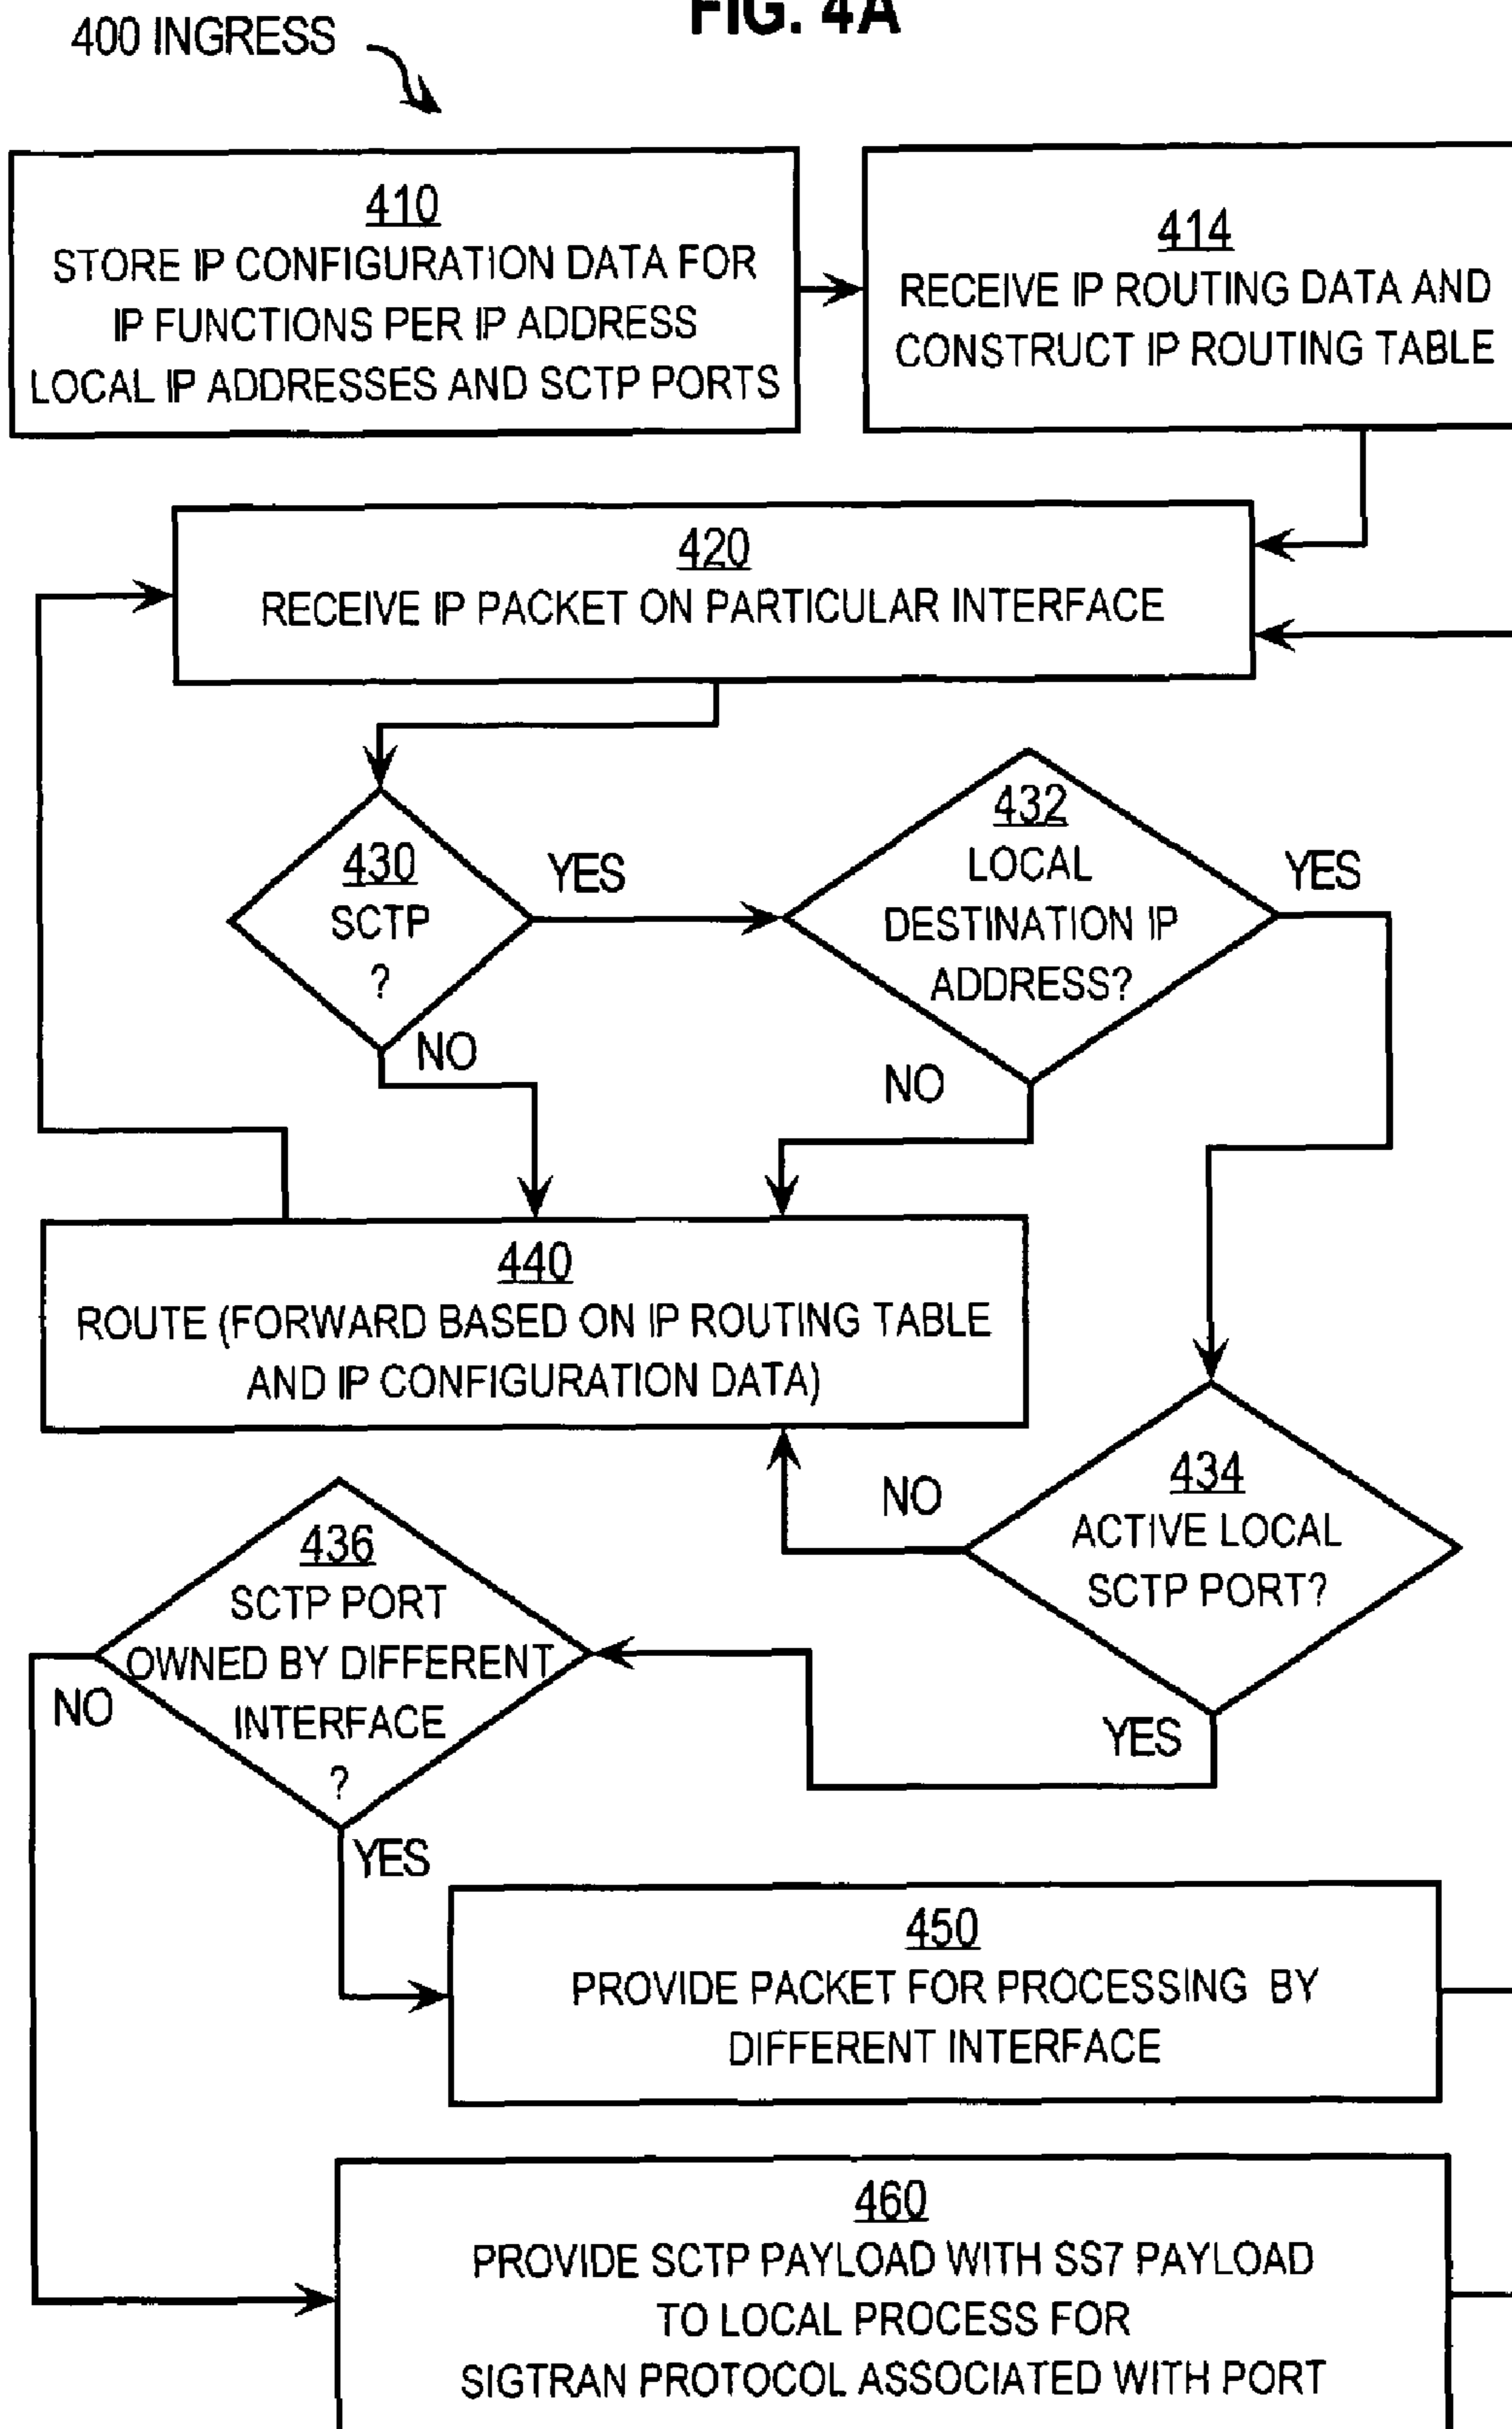 FIG. 4A
400 INGRESS
410
STORE IP CONFIGURATION DATA FOR
IP FUNCTIONS PER IP ADDRESS
LOCAL IP ADDRESSES AND SCTP PORTS
414
RECEIVE IP ROUTING DATA AND
CONSTRUCT IP ROUTING TABLE
420
RECEIVE IP PACKET ON PARTICULAR INTERFACE
430
SCTP
?
YES
NO
432
LOCAL
DESTINATION IP
ADDRESS?
YES
NO
440
ROUTE (FORWARD BASED ON IP ROUTING TABLE
AND IP CONFIGURATION DATA)
434
ACTIVE LOCAL
SCTP PORT?
NO
YES
436
SCTP PORT
OWNED BY DIFFERENT
INTERFACE
?
NO
YES
450
PROVIDE PACKET FOR PROCESSING BY
DIFFERENT INTERFACE
460
PROVIDE SCTP PAYLOAD WITH SS7 PAYLOAD
TO LOCAL PROCESS FOR
SIGTRAN PROTOCOL ASSOCIATED WITH PORT